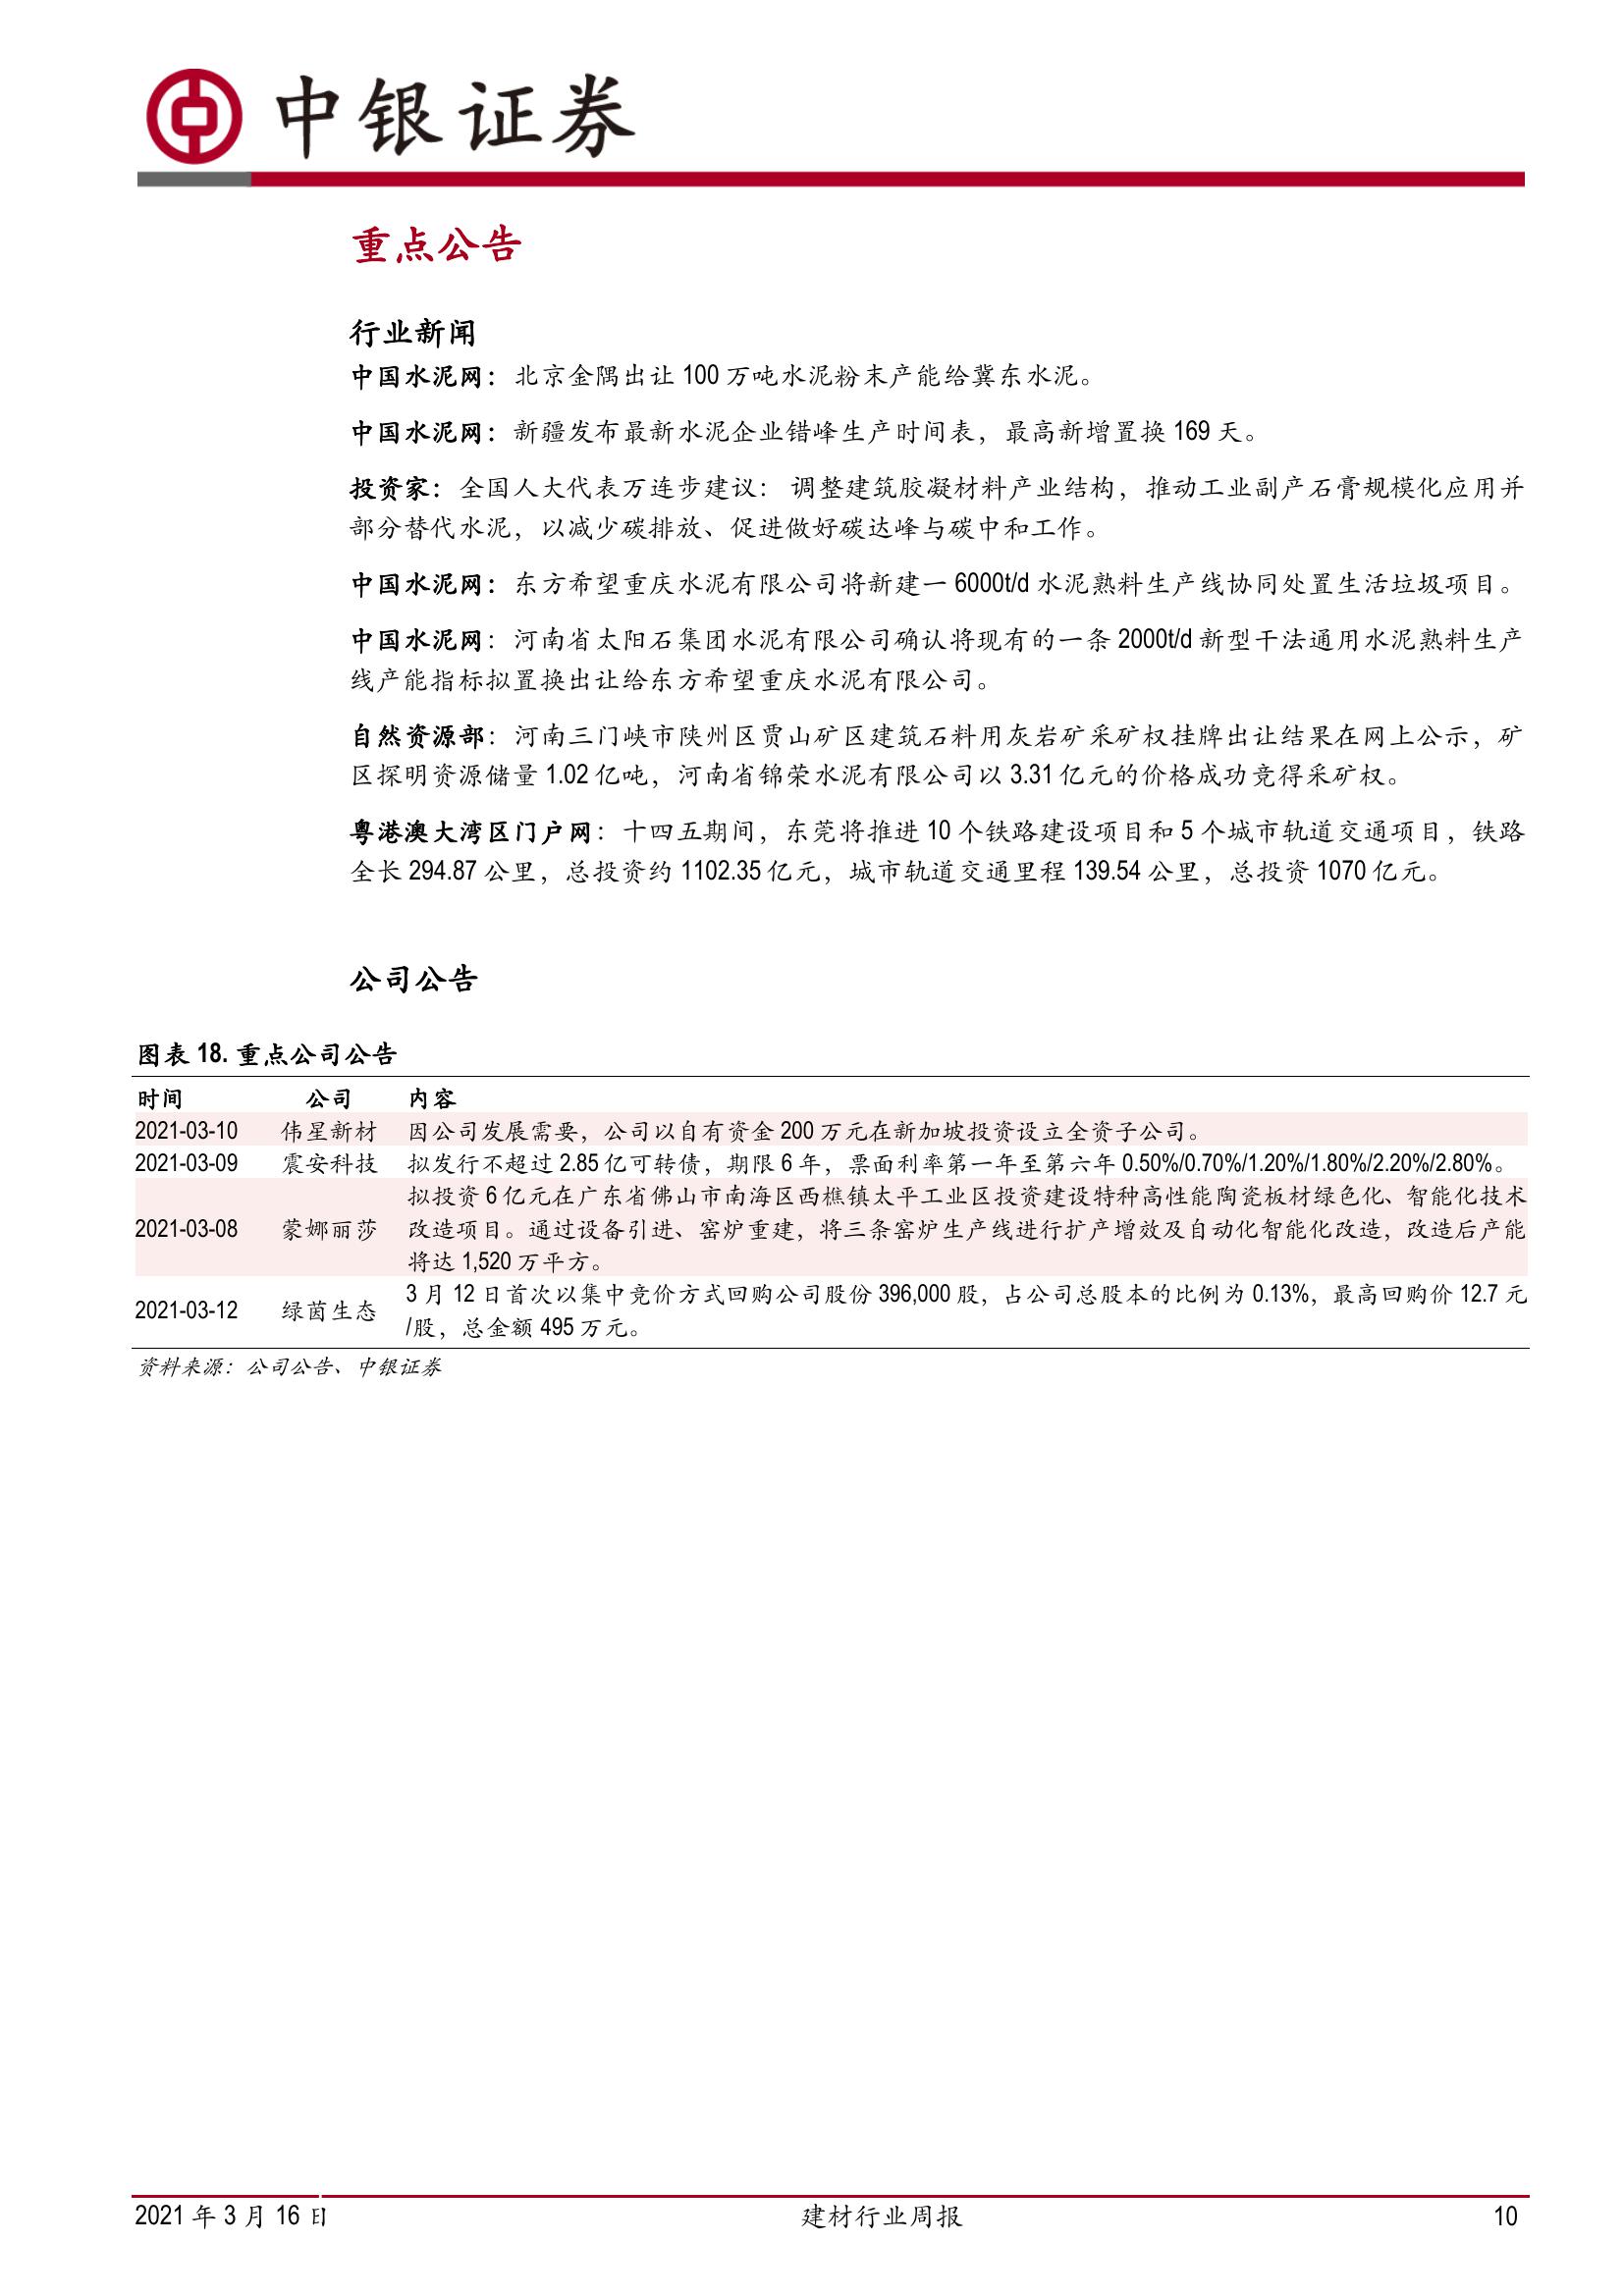 中银证券
重点公告
行业新闻
中国水泥网：北京金隅出让 100 万吨水泥粉末产能给冀东水泥。
中国水泥网：新疆发布最新水泥企业错峰生产时间表，最高新增置换 169 天。
投资家：全国人大代表万连步建议： 调整建筑胶凝材料产业结构，推动工业副产石膏规模化应用并
部分替代水泥，以减少碳排放、促进做好碳达峰与碳中和工作。
中国水泥网：东方希望重庆水泥有限公司将新建一 6000t/d 水泥熟料生产线协同处置生活垃圾项目。
中国水泥网：河南省太阳石集团水泥有限公司确认将现有的一条 2000t/d 新型干法通用水泥熟料生产
线产能指标拟置换出让给东方希望重庆水泥有限公司。
自然资源部：河南三门峡市陕州区贾山矿区建筑石料用灰岩矿采矿权挂牌出让结果在网上公示，矿
区探明资源储量 1.02 亿吨，河南省锦荣水泥有限公司以 3.31 亿元的价格成功竞得采矿权。
粤港澳大湾区门户网：十四五期间，东莞将推进 10 个铁路建设项目和 5 个城市轨道交通项目，铁路
全长 294.87 公里，总投资约 1102.35 亿元，城市轨道交通里程 139.54 公里，总投资 1070 亿元。
公司公告
图表 18. 重点公司公告
时间 公司 内容
2021-03-10 伟星新材 因公司发展需要，公司以自有资金 200 万元在新加坡投资设立全资子公司。
2021-03-09 震安科技 拟发行不超过 2.85 亿可转债，期限 6 年，票面利率第一年至第六年 0.50%/0.70%/1.20%/1.80%/2.20%/2.80%。
拟投资 6 亿元在广东省佛山市南海区西樵镇太平工业区投资建设特种高性能陶瓷板材绿色化、智能化技术
2021-03-08 蒙娜丽莎 改造项目。通过设备引进、窑炉重建，将三条窑炉生产线进行扩产增效及自动化智能化改造，改造后产能
将达 1,520 万平方。
2021-03-12 绿茵生态 3 月 12 日首次以集中竞价方式回购公司股份 396,000 股，占公司总股本的比例为 0.13%，最高回购价 12.7 元
/股，总金额 495 万元。
资料来源：公司公告、中银证券
2021 年 3 月 16 日 建材行业周报 10